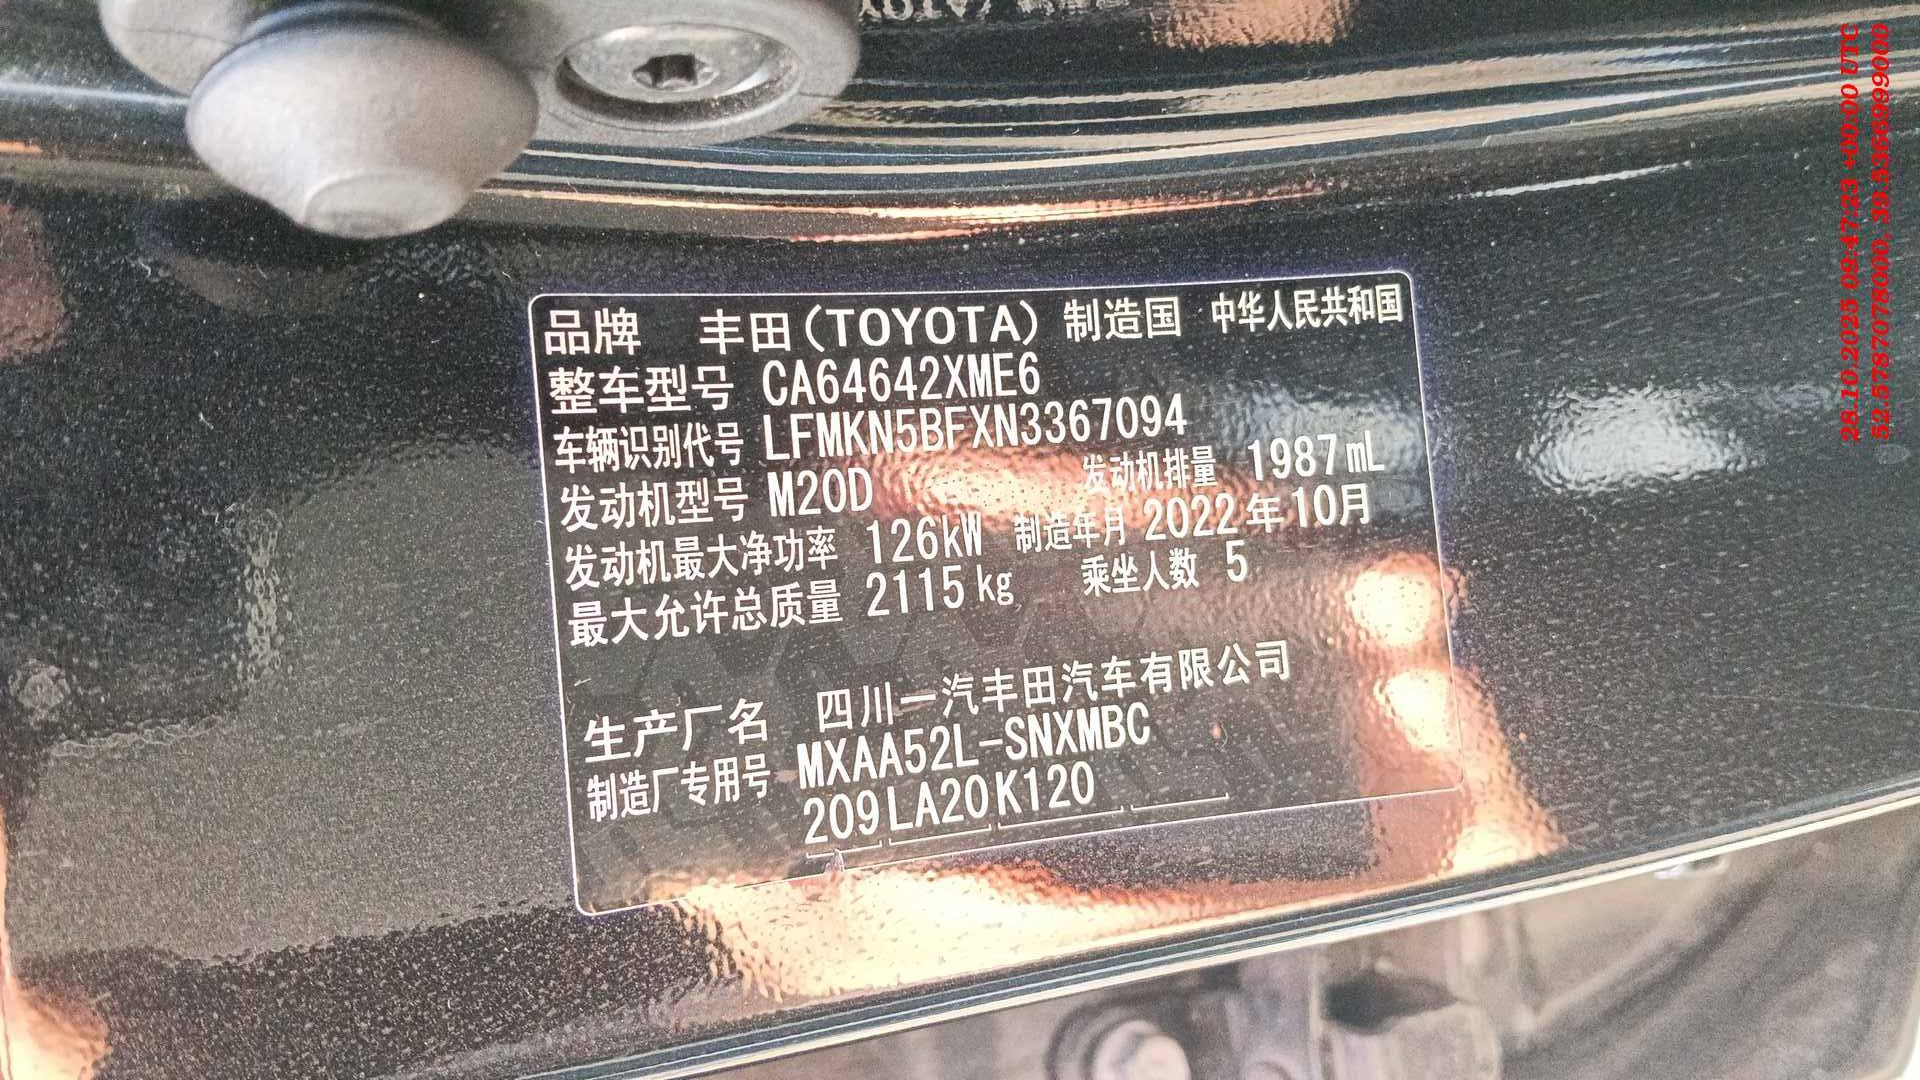 品牌 丰田(TOYOTA) 制造国 中华人民共和国
整车型号 CA64642XME6
车辆识别代号 LFMKN5BFXN3367094
发动机型号 M20D 发动机排量 1987mL
发动机最大净功率 126kW 制造年月 2022年10月
最大允许总质量 2115kg 乘坐人数 5
生产厂名 四川一汽丰田汽车有限公司
制造厂专用号 MXAA52L-SNXMBC
209 LA20 K120
28.10.2025 09:47:23 +00:00 UTC
52.5787078000, 39.5366999000